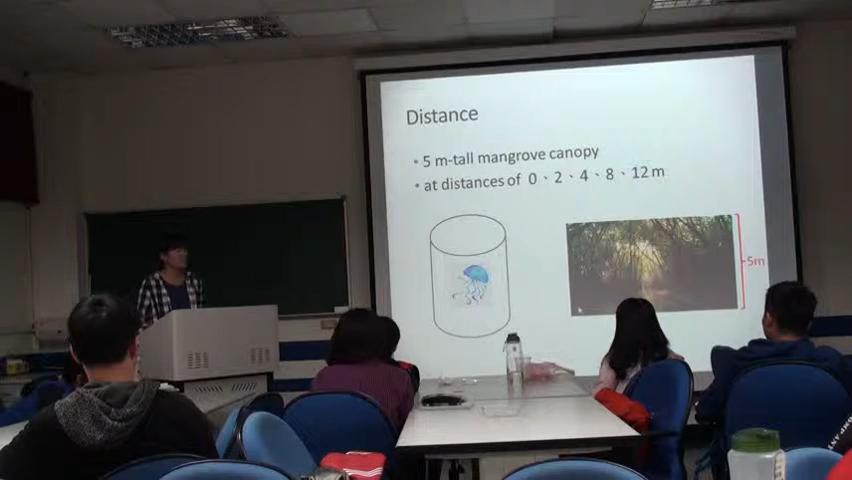 Distance
• 5 m-tall mangrove canopy
• at distances of 0、2、4、8、12 m
5m